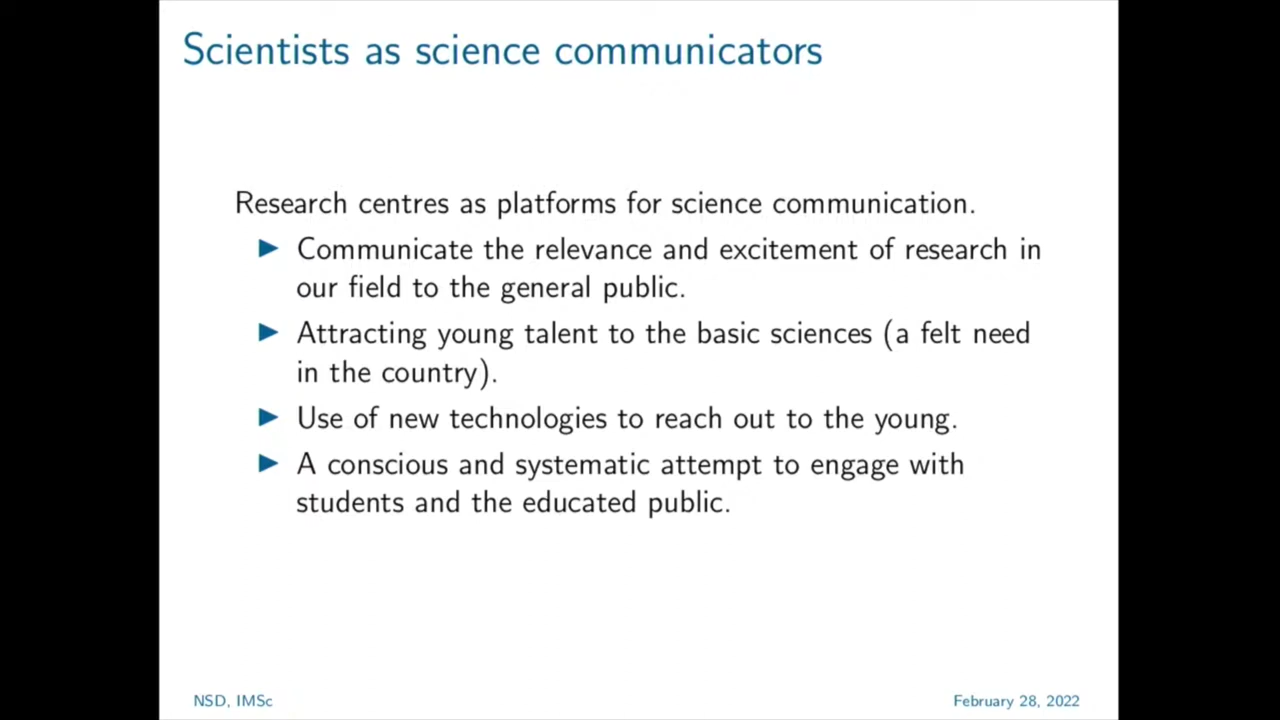 Scientists as science communicators
Research centres as platforms for science communication.
Communicate the relevance and excitement of research in
our field to the general public.
Attracting young talent to the basic sciences (a felt need
in the country).
Use of new technologies to reach out to the young.
A conscious and systematic attempt to engage with
students and the educated public.
NSD, IMSc
February 28, 2022